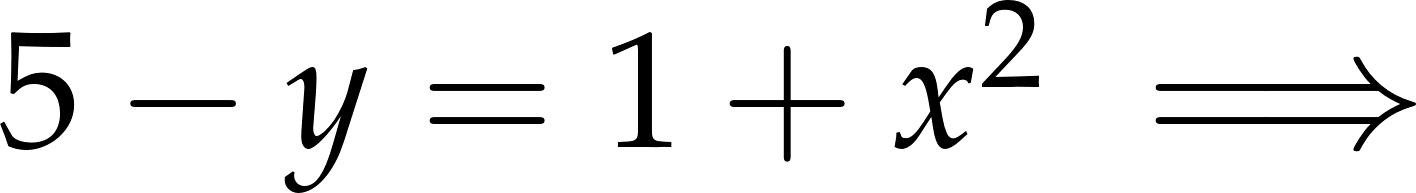 5 − y = 1 + x² ⟹